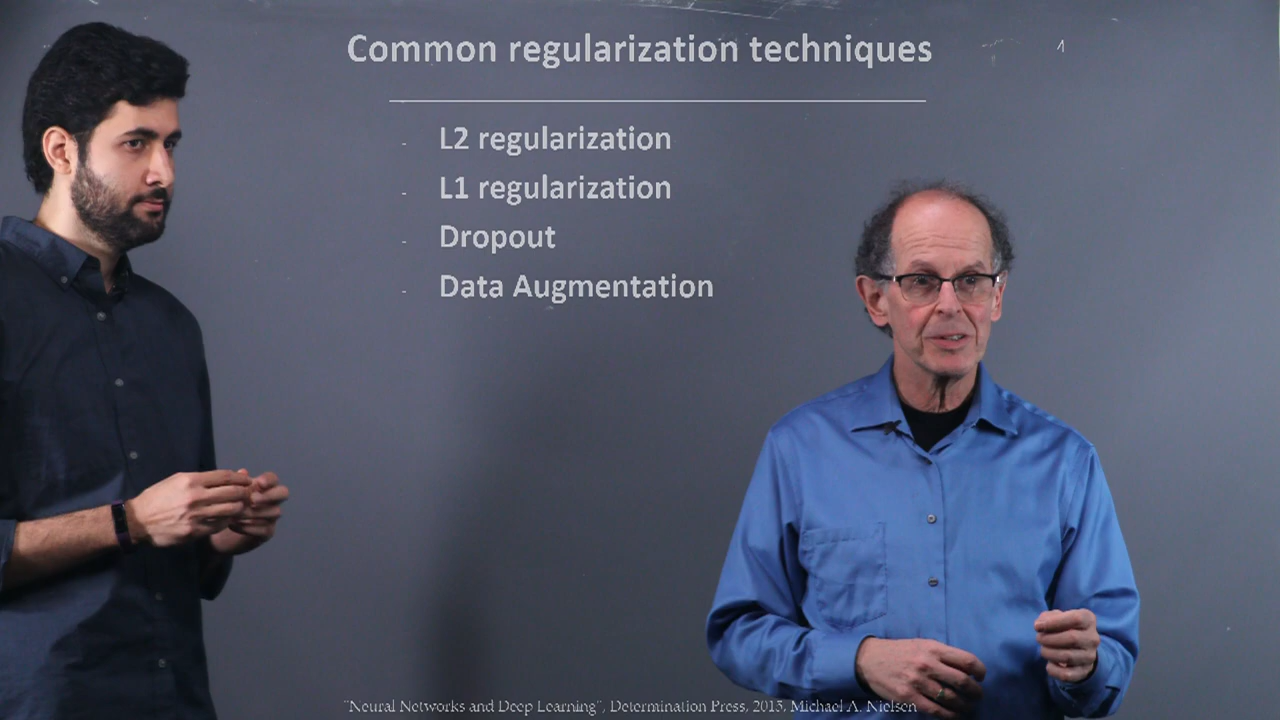 Common regularization techniques
4
- L2 regularization
- L1 regularization
- Dropout
- Data Augmentation
"Neural Networks and Deep Learning", Determination Press, 2015, Michael A. Nielsen